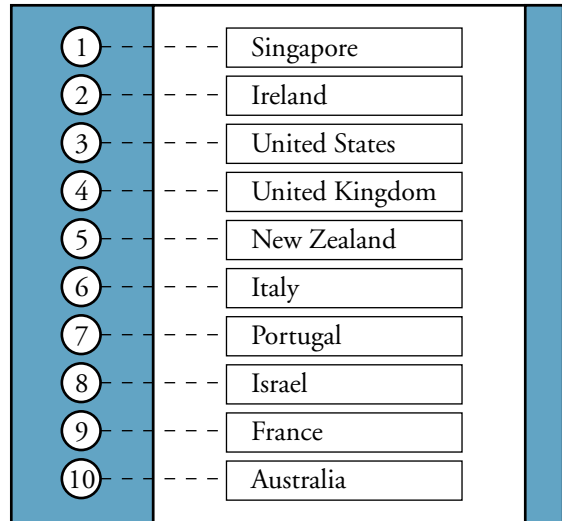 1 Singapore
2 Ireland
3 United States
4 United Kingdom
5 New Zealand
6 Italy
7 Portugal
8 Israel
9 France
10 Australia